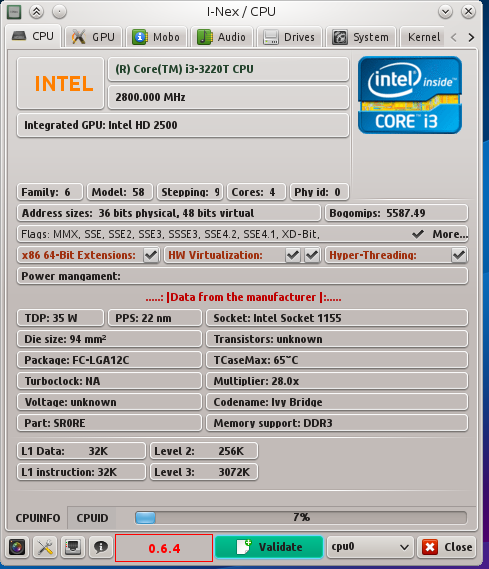 I-Nex / CPU
CPU GPU Mobo Audio Drives System Kernel
INTEL
(R) Core(TM) i3-3220T CPU
2800.000 MHz
Integrated GPU: Intel HD 2500
intel inside™
CORE™ i3
Family: 6 Model: 58 Stepping: 9 Cores: 4 Phy id: 0
Address sizes: 36 bits physical, 48 bits virtual Bogomips: 5587.49
Flags: MMX, SSE, SSE2, SSE3, SSSE3, SSE4.2, SSE4.1, XD-Bit, More...
x86 64-Bit Extensions: HW Virtualization: Hyper-Threading:
Power mangament:
.....: |Data from the manufacturer |:.....
TDP: 35 W PPS: 22 nm Socket: Intel Socket 1155
Die size: 94 mm² Transistors: unknown
Package: FC-LGA12C TCaseMax: 65°C
Turboclock: NA Multiplier: 28.0x
Voltage: unknown Codename: Ivy Bridge
Part: SR0RE Memory support: DDR3
L1 Data: 32K Level 2: 256K
L1 instruction: 32K Level 3: 3072K
CPUINFO CPUID 7%
0.6.4 Validate cpu0 Close